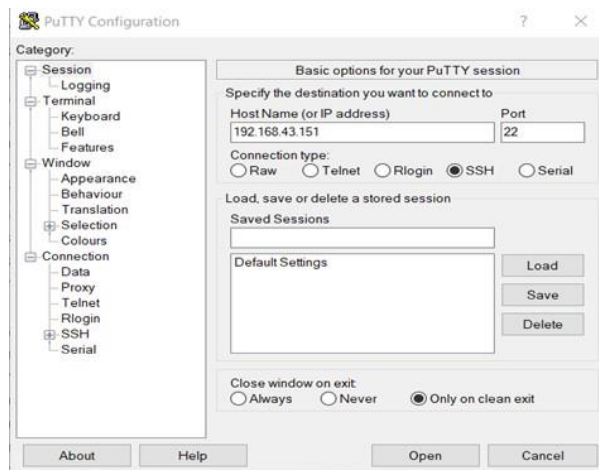 PuTTY Configuration
Category:
Session
Logging
Terminal
Keyboard
Bell
Features
Window
Appearance
Behaviour
Translation
Selection
Colours
Connection
Data
Proxy
Telnet
Rlogin
SSH
Serial
Basic options for your PuTTY session
Specify the destination you want to connect to
Host Name (or IP address) Port
192.168.43.151 22
Connection type:
Raw Telnet Rlogin SSH Serial
Load, save or delete a stored session
Saved Sessions
Default Settings
Load
Save
Delete
Close window on exit:
Always Never Only on clean exit
About Help Open Cancel